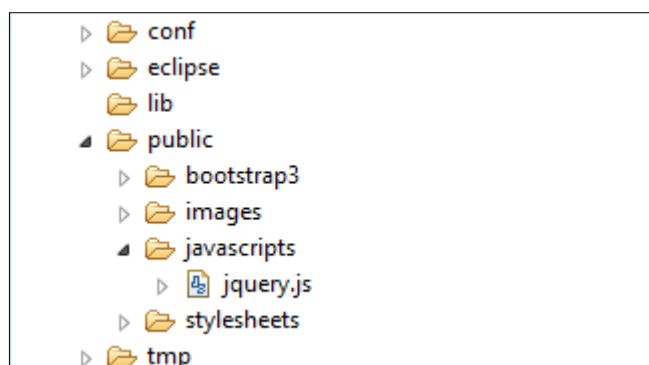 conf
eclipse
lib
public
bootstrap3
images
javascripts
jquery.js
stylesheets
tmp